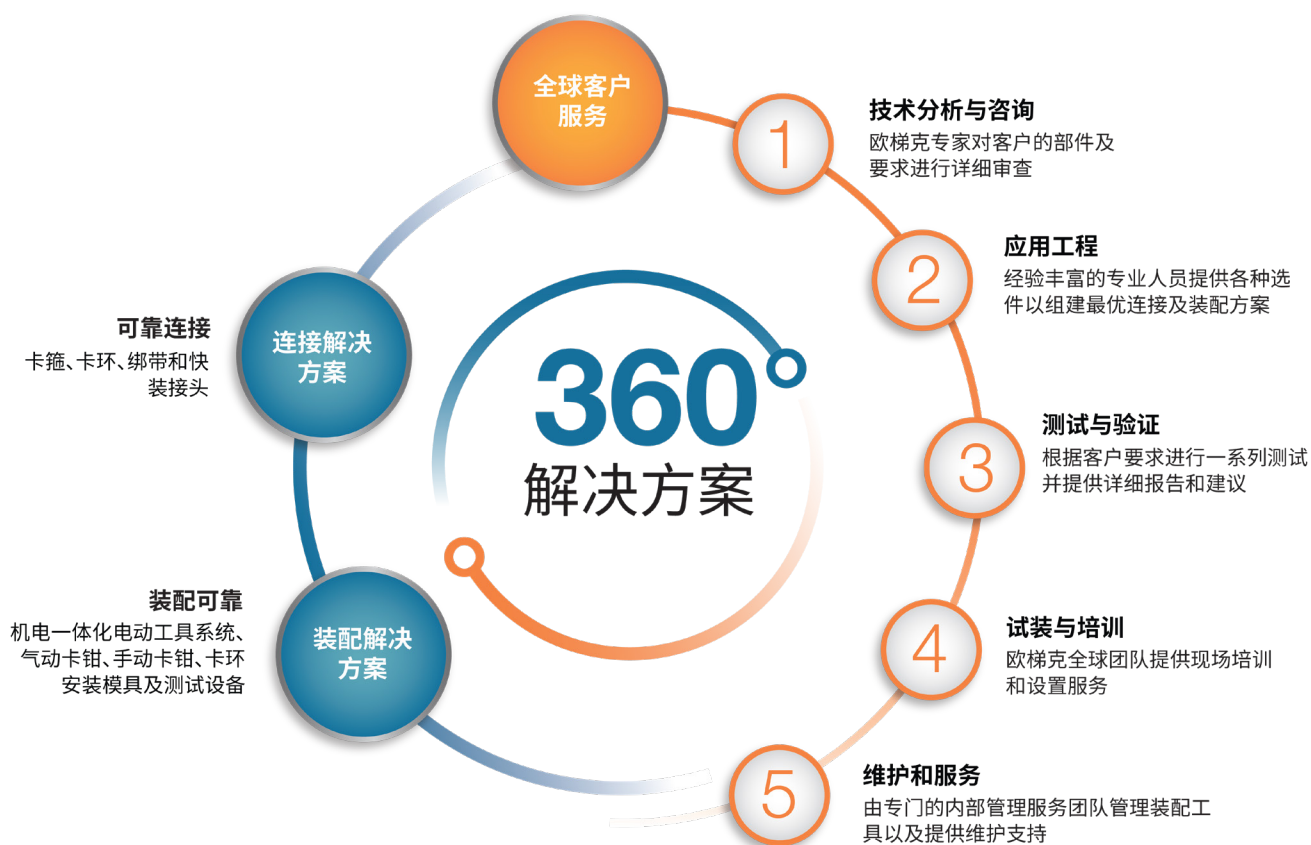 全球客户
服务
1
技术分析与咨询
欧梯克专家对客户的部件及
要求进行详细审查
2
应用工程
经验丰富的专业人员提供各种选
件以组建最优连接及装配方案
3
测试与验证
根据客户要求进行一系列测试
并提供详细报告和建议
4
试装与培训
欧梯克全球团队提供现场培训
和设置服务
5
维护和服务
由专门的内部管理服务团队管理装配工
具以及提供维护支持
360
解决方案
连接解决
方案
可靠连接
卡箍、卡环、绑带和快
装接头
装配解决
方案
装配可靠
机电一体化电动工具系统、
气动卡钳、手动卡钳、卡环
安装模具及测试设备